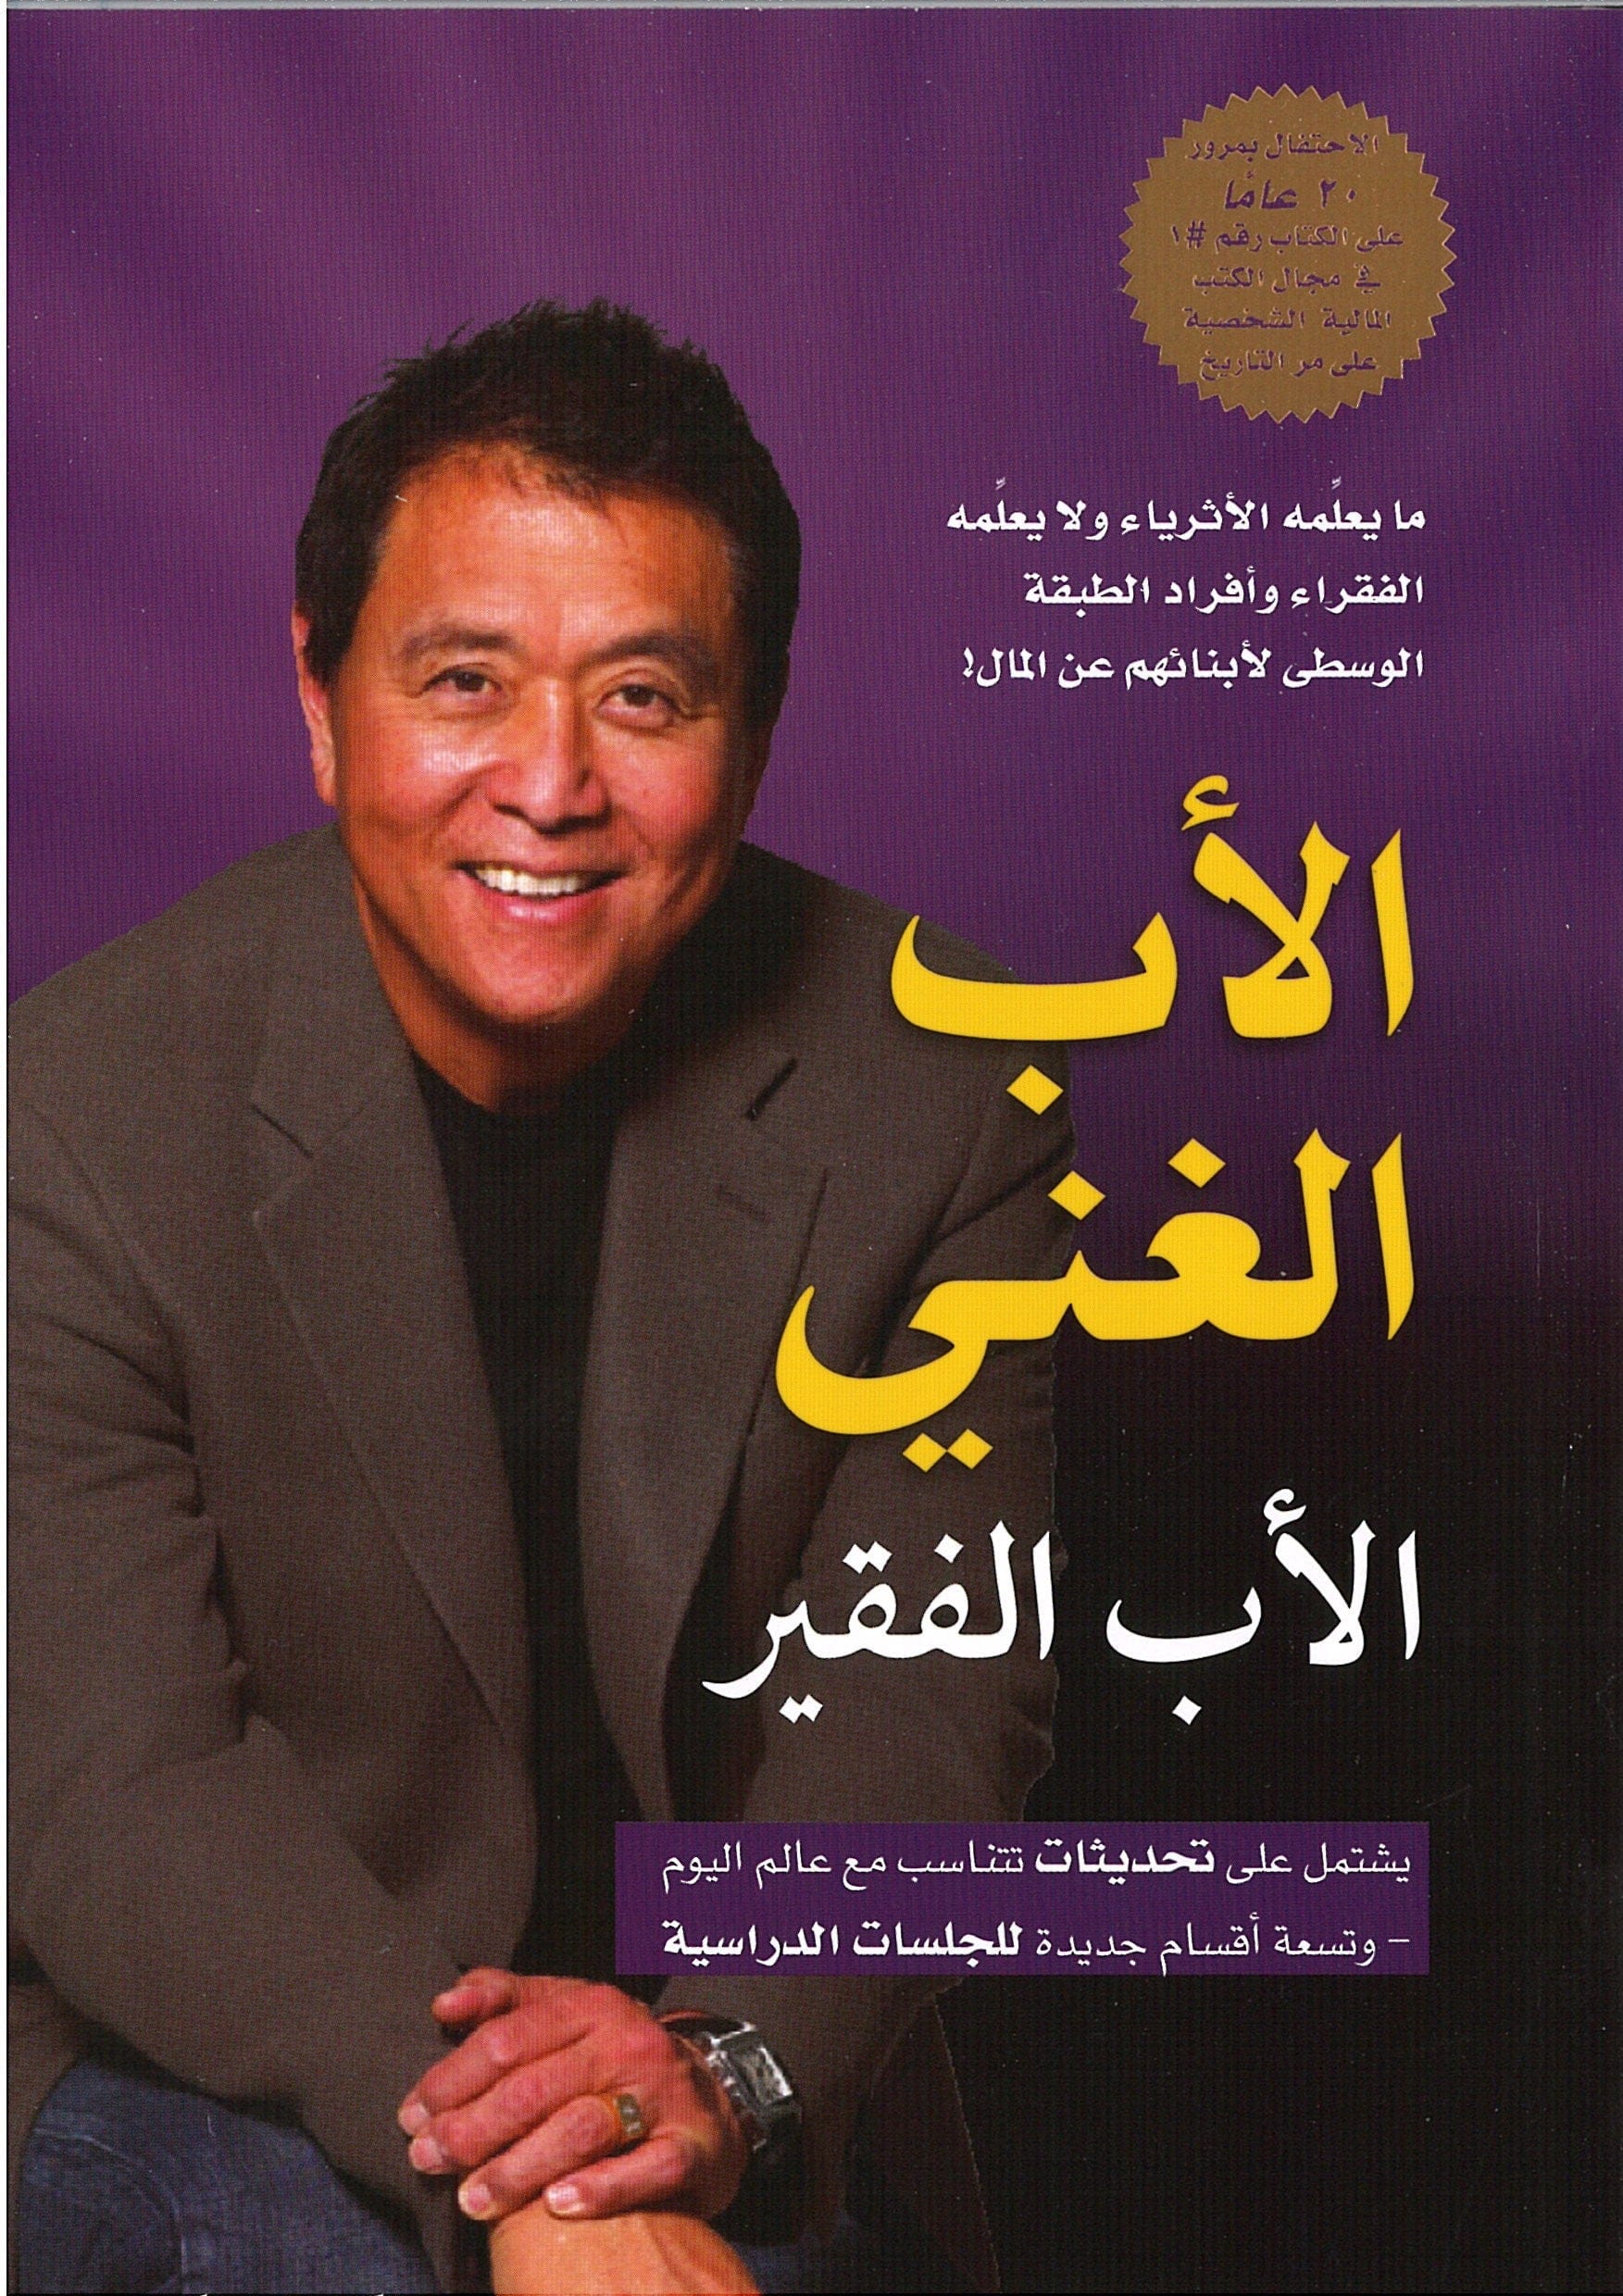 الاحتفال بمرور
٢٠ عامًا
على الكتاب رقم #١
في مجال الكتب
المالية الشخصية
على مر التاريخ
ما يعلِّمه الأثرياء ولا يعلِّمه
الفقراء وأفراد الطبقة
الوسطى لأبنائهم عن المال!
الأب
الغني
الأب الفقير
يشتمل على تحديثات تتناسب مع عالم اليوم
- وتسعة أقسام جديدة للجلسات الدراسية